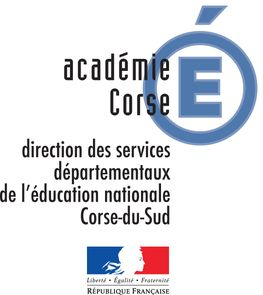 académie
Corse
É
direction des services
départementaux
de l'éducation nationale
Corse-du-Sud
Liberté • Égalité • Fraternité
RÉPUBLIQUE FRANÇAISE